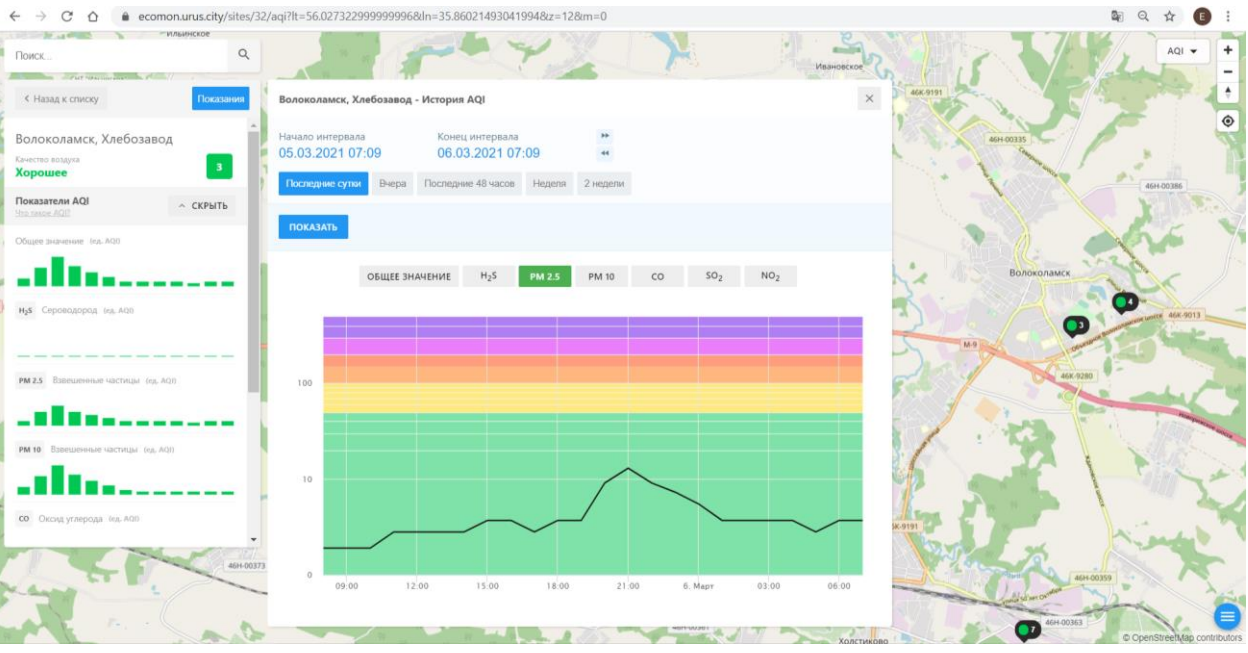 ecomon.urus.city/sites/32/aqi?lt=56.027322999999996&ln=35.860214930419948&z=12&m=0
E
Ильинское
Поиск...
Ивановское
AQI
+
−
46К-9191
Назад к списку
Показания
Волоколамск, Хлебозавод
Качество воздуха
Хорошее
3
Показатели AQI
Что такое AQI?
СКРЫТЬ
Общее значение (ед. AQI)
H₂S Сероводород (ед. AQI)
PM 2.5 Взвешенные частицы (ед. AQI)
PM 10 Взвешенные частицы (ед. AQI)
CO Оксид углерода (ед. AQI)
Волоколамск, Хлебозавод - История AQI
Начало интервала
Конец интервала
05.03.2021 07:09
06.03.2021 07:09
Последние сутки
Вчера
Последние 48 часов
Неделя
2 недели
ПОКАЗАТЬ
ОБЩЕЕ ЗНАЧЕНИЕ
H₂S
PM 2.5
PM 10
CO
SO₂
NO₂
100
10
0
09:00
12:00
15:00
18:00
21:00
6. Март
03:00
06:00
46Н-00335
46Н-00386
Волоколамск
4
3
46К-9013
М-9
46К-9280
46Н-00373
46Н-00359
46Н-00363
7
Холстиково
© OpenStreetMap contributors